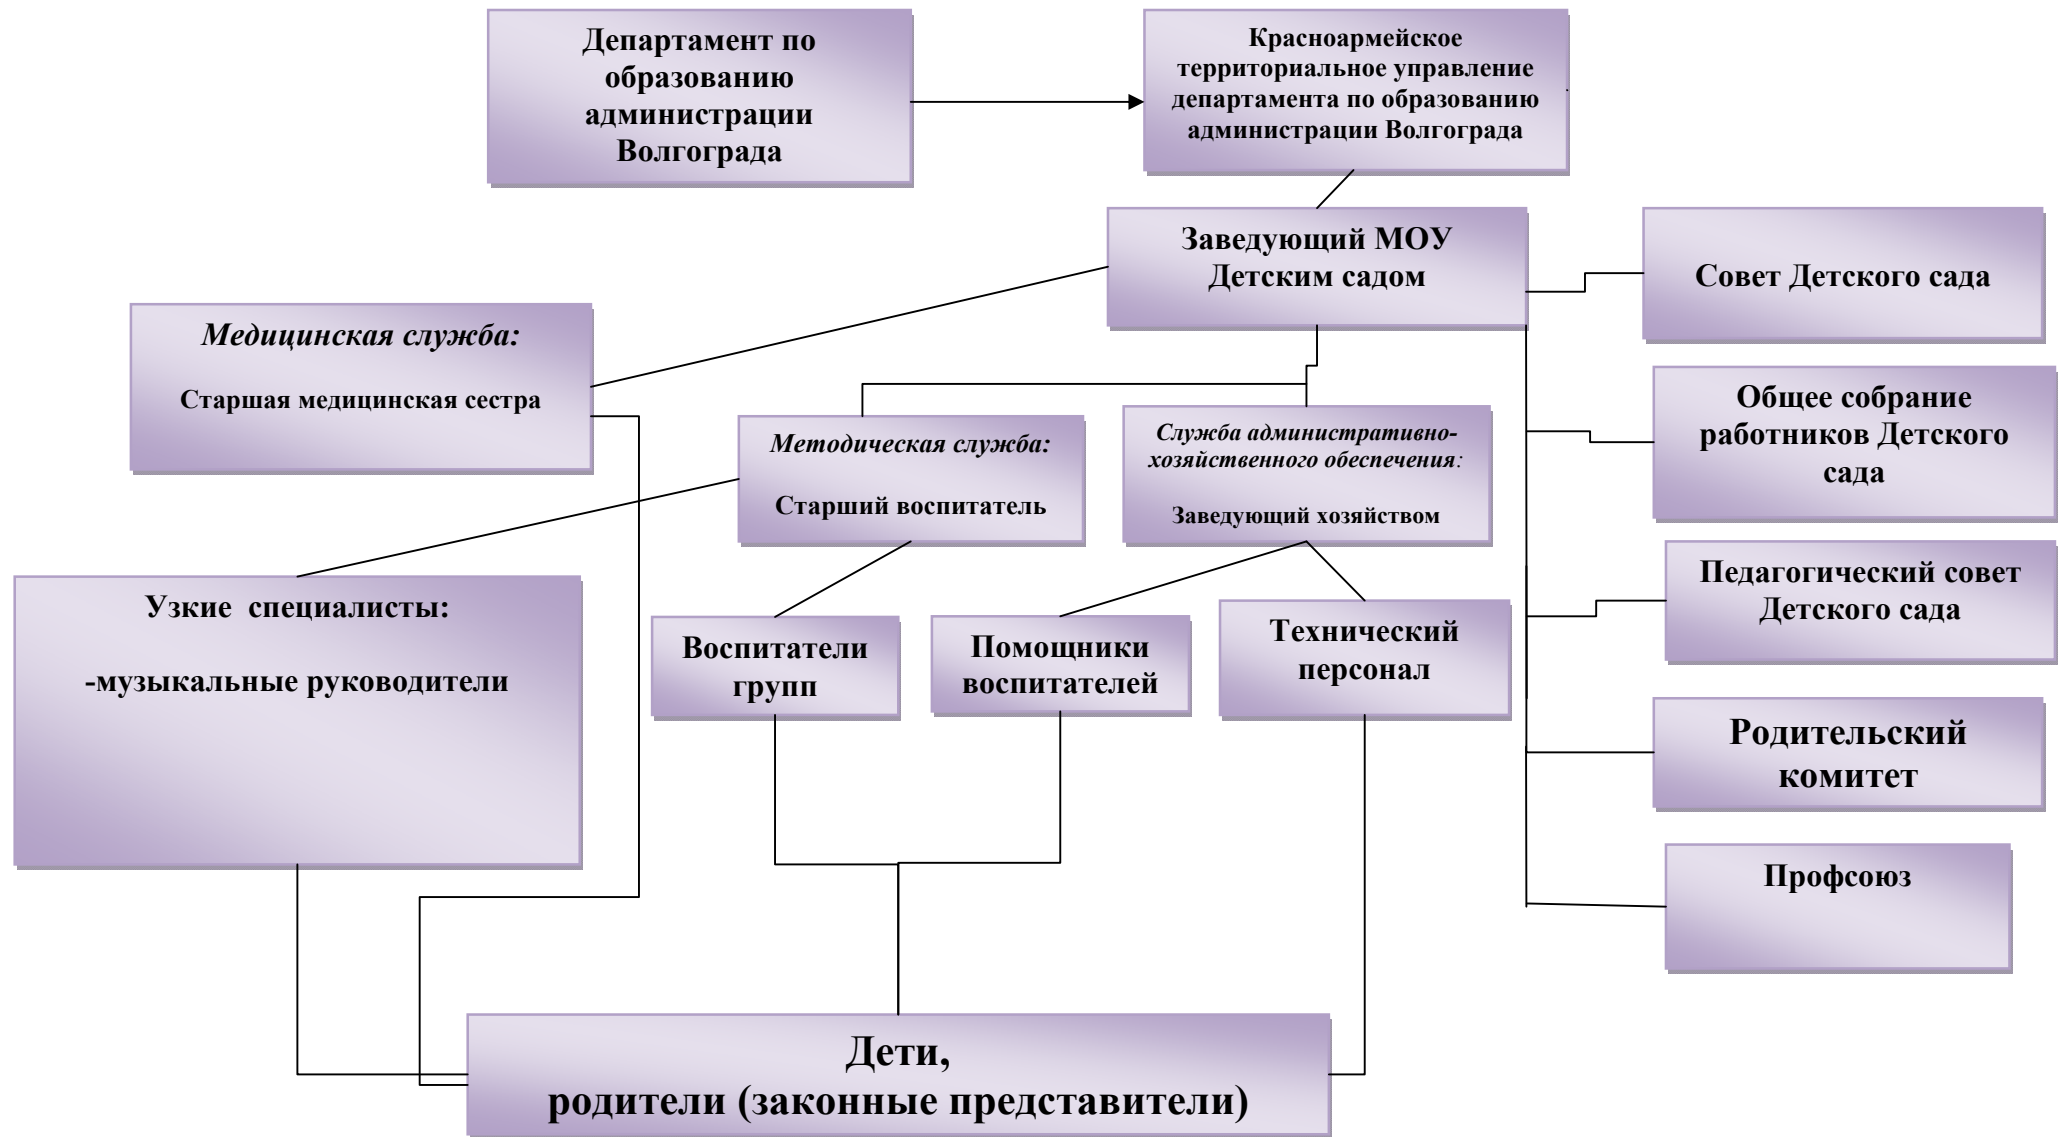 Департамент по
образованию
администрации
Волгограда
Красноармейское
территориальное управление
департамента по образованию
администрации Волгограда
Заведующий МОУ
Детским садом
Совет Детского сада
Медицинская служба:
Старшая медицинская сестра
Общее собрание
работников Детского
сада
Методическая служба:
Старший воспитатель
Служба административно-
хозяйственного обеспечения:
Заведующий хозяйством
Педагогический совет
Детского сада
Узкие специалисты:
-музыкальные руководители
Воспитатели
групп
Помощники
воспитателей
Технический
персонал
Родительский
комитет
Профсоюз
Дети,
родители (законные представители)